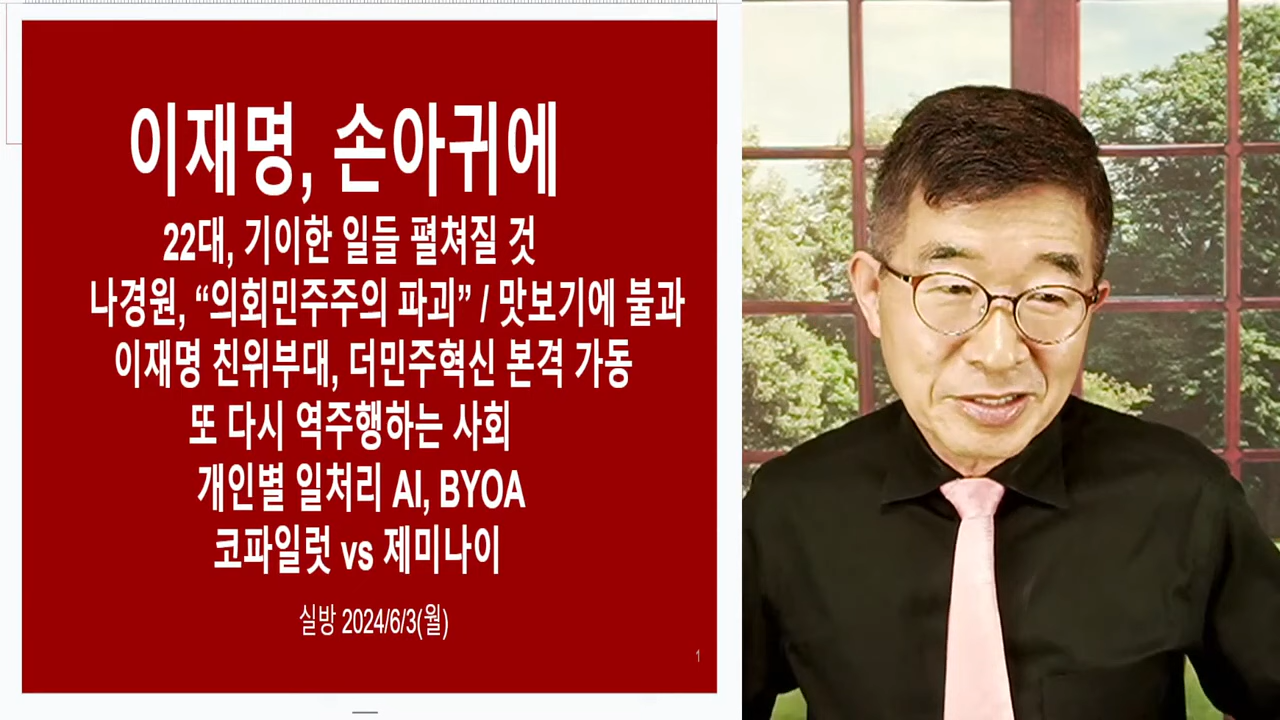 이재명, 손아귀에
22대, 기이한 일들 펼쳐질 것
나경원, “의회민주주의 파괴” / 맛보기에 불과
이재명 친위부대, 더민주혁신 본격 가동
또 다시 역주행하는 사회
개인별 일처리 AI, BYOA
코파일럿 vs 제미나이
실방 2024/6/3(월)
1